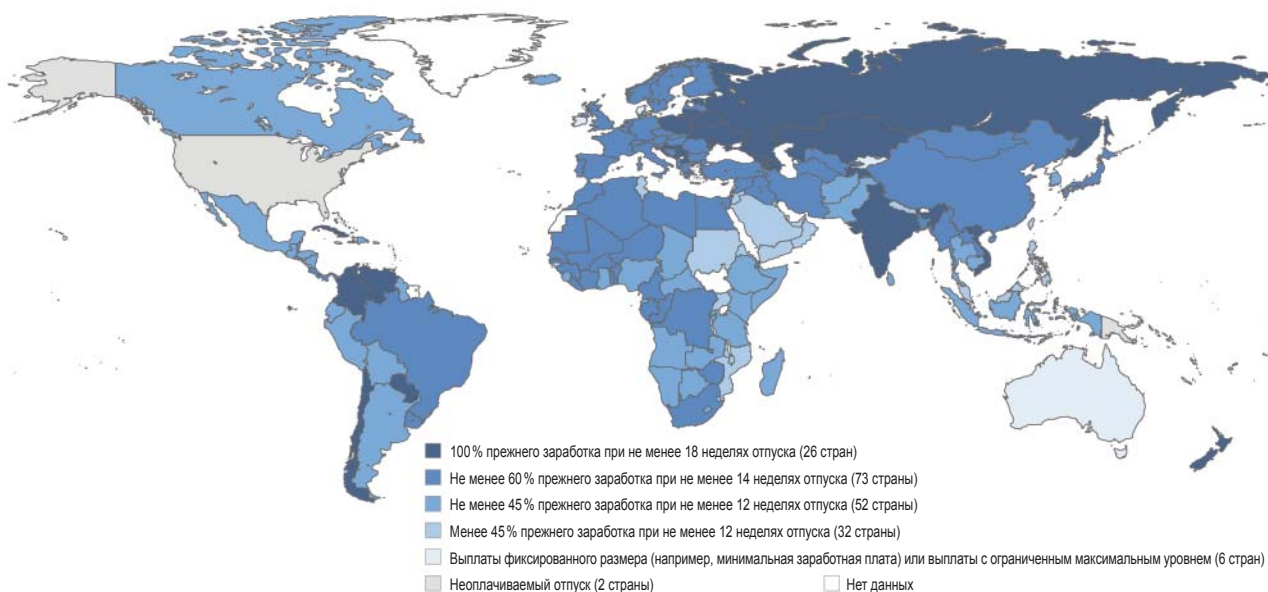 100 % прежнего заработка при не менее 18 неделях отпуска (26 стран)
Не менее 60 % прежнего заработка при не менее 14 неделях отпуска (73 страны)
Не менее 45 % прежнего заработка при не менее 12 неделях отпуска (52 страны)
Менее 45 % прежнего заработка при не менее 12 неделях отпуска (32 страны)
Выплаты фиксированного размера (например, минимальная заработная плата) или выплаты с ограниченным максимальным уровнем (6 стран)
Неоплачиваемый отпуск (2 страны) Нет данных